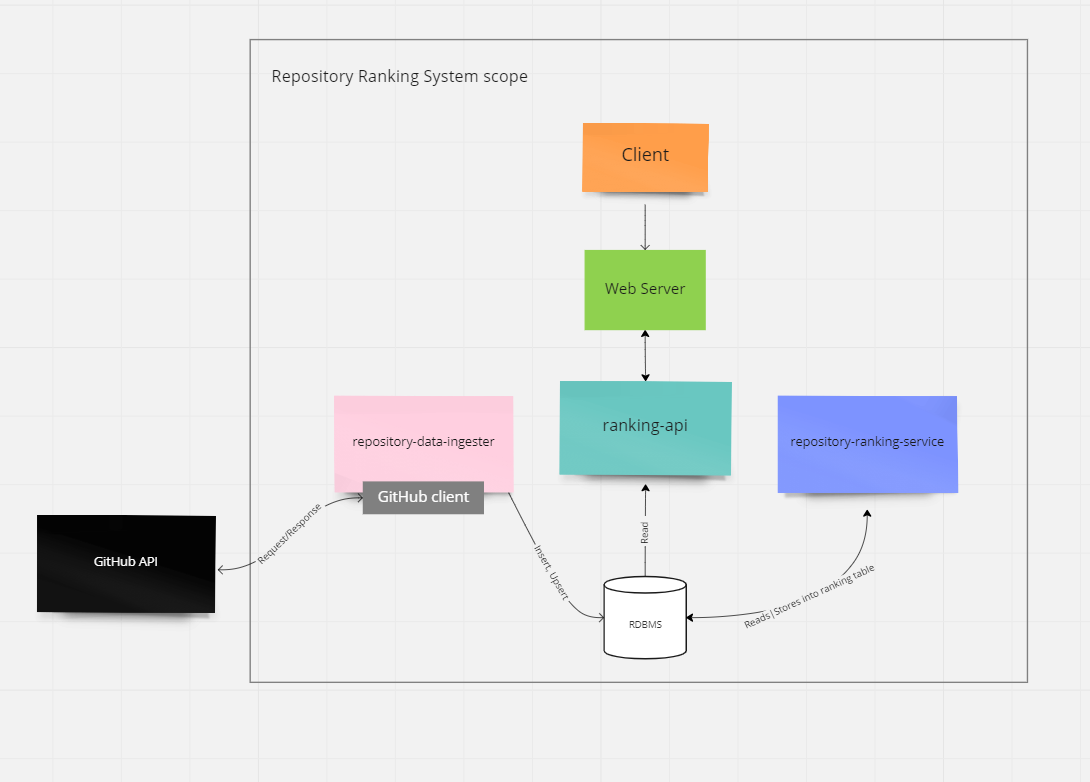 Repository Ranking System scope
Client
Web Server
ranking-api
repository-data-ingester
repository-ranking-service
GitHub client
Request/Response
GitHub API
Read
Insert, Upsert
Reads|Stores into ranking table
RDBMS